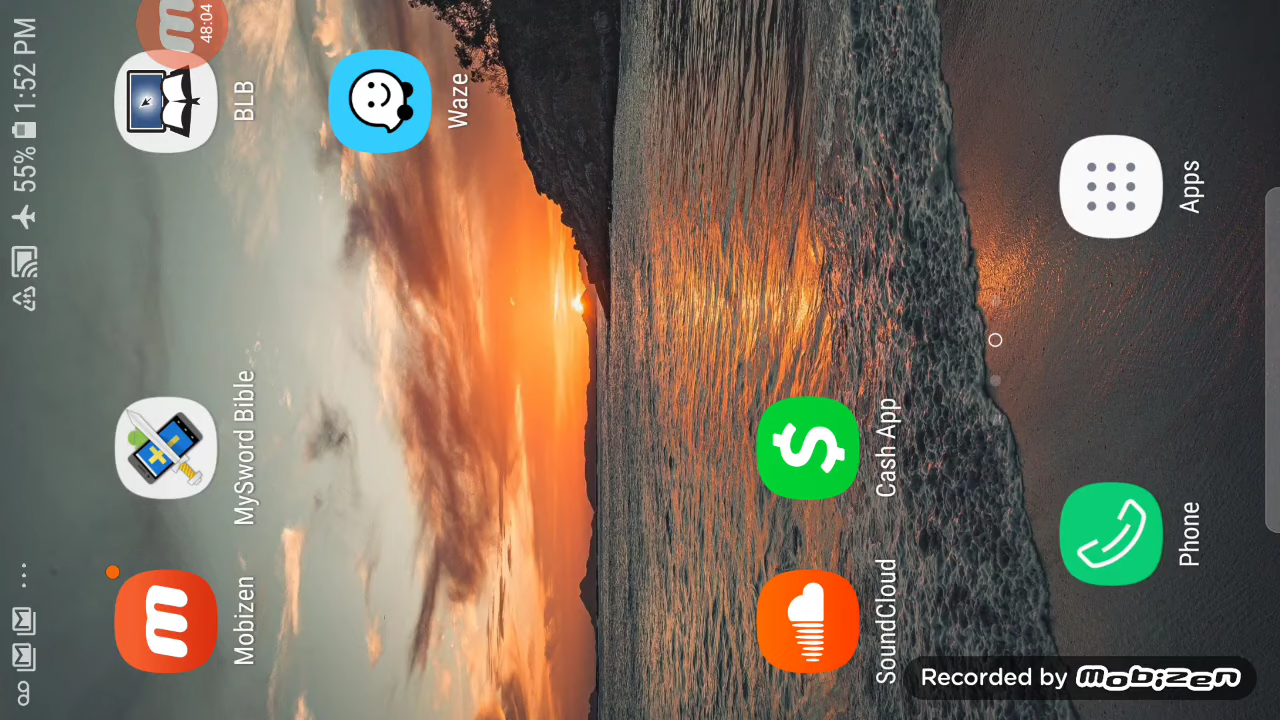 ... 55% 1:52 PM
48:04
Mobizen
MySword Bible
BLB
Waze
SoundCloud
Cash App
Phone
Apps
Recorded by mobizen